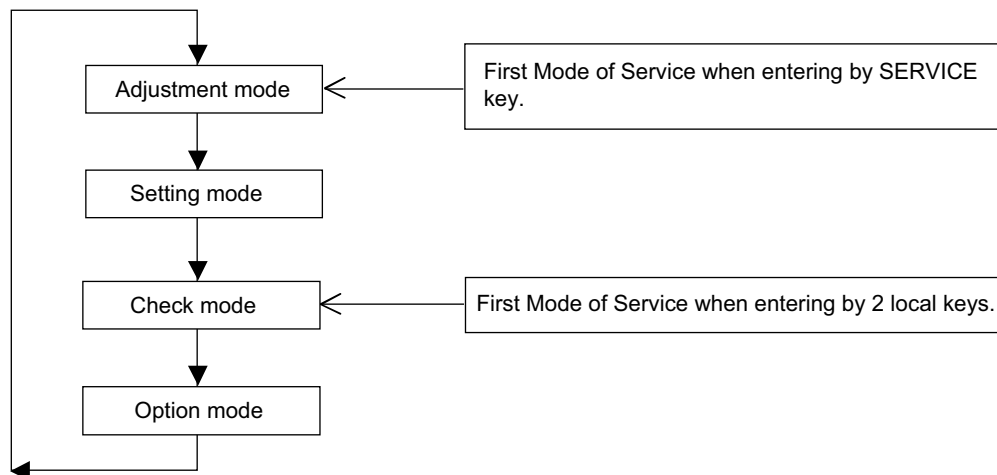 Adjustment mode
First Mode of Service when entering by SERVICE
key.
Setting mode
Check mode
First Mode of Service when entering by 2 local keys.
Option mode